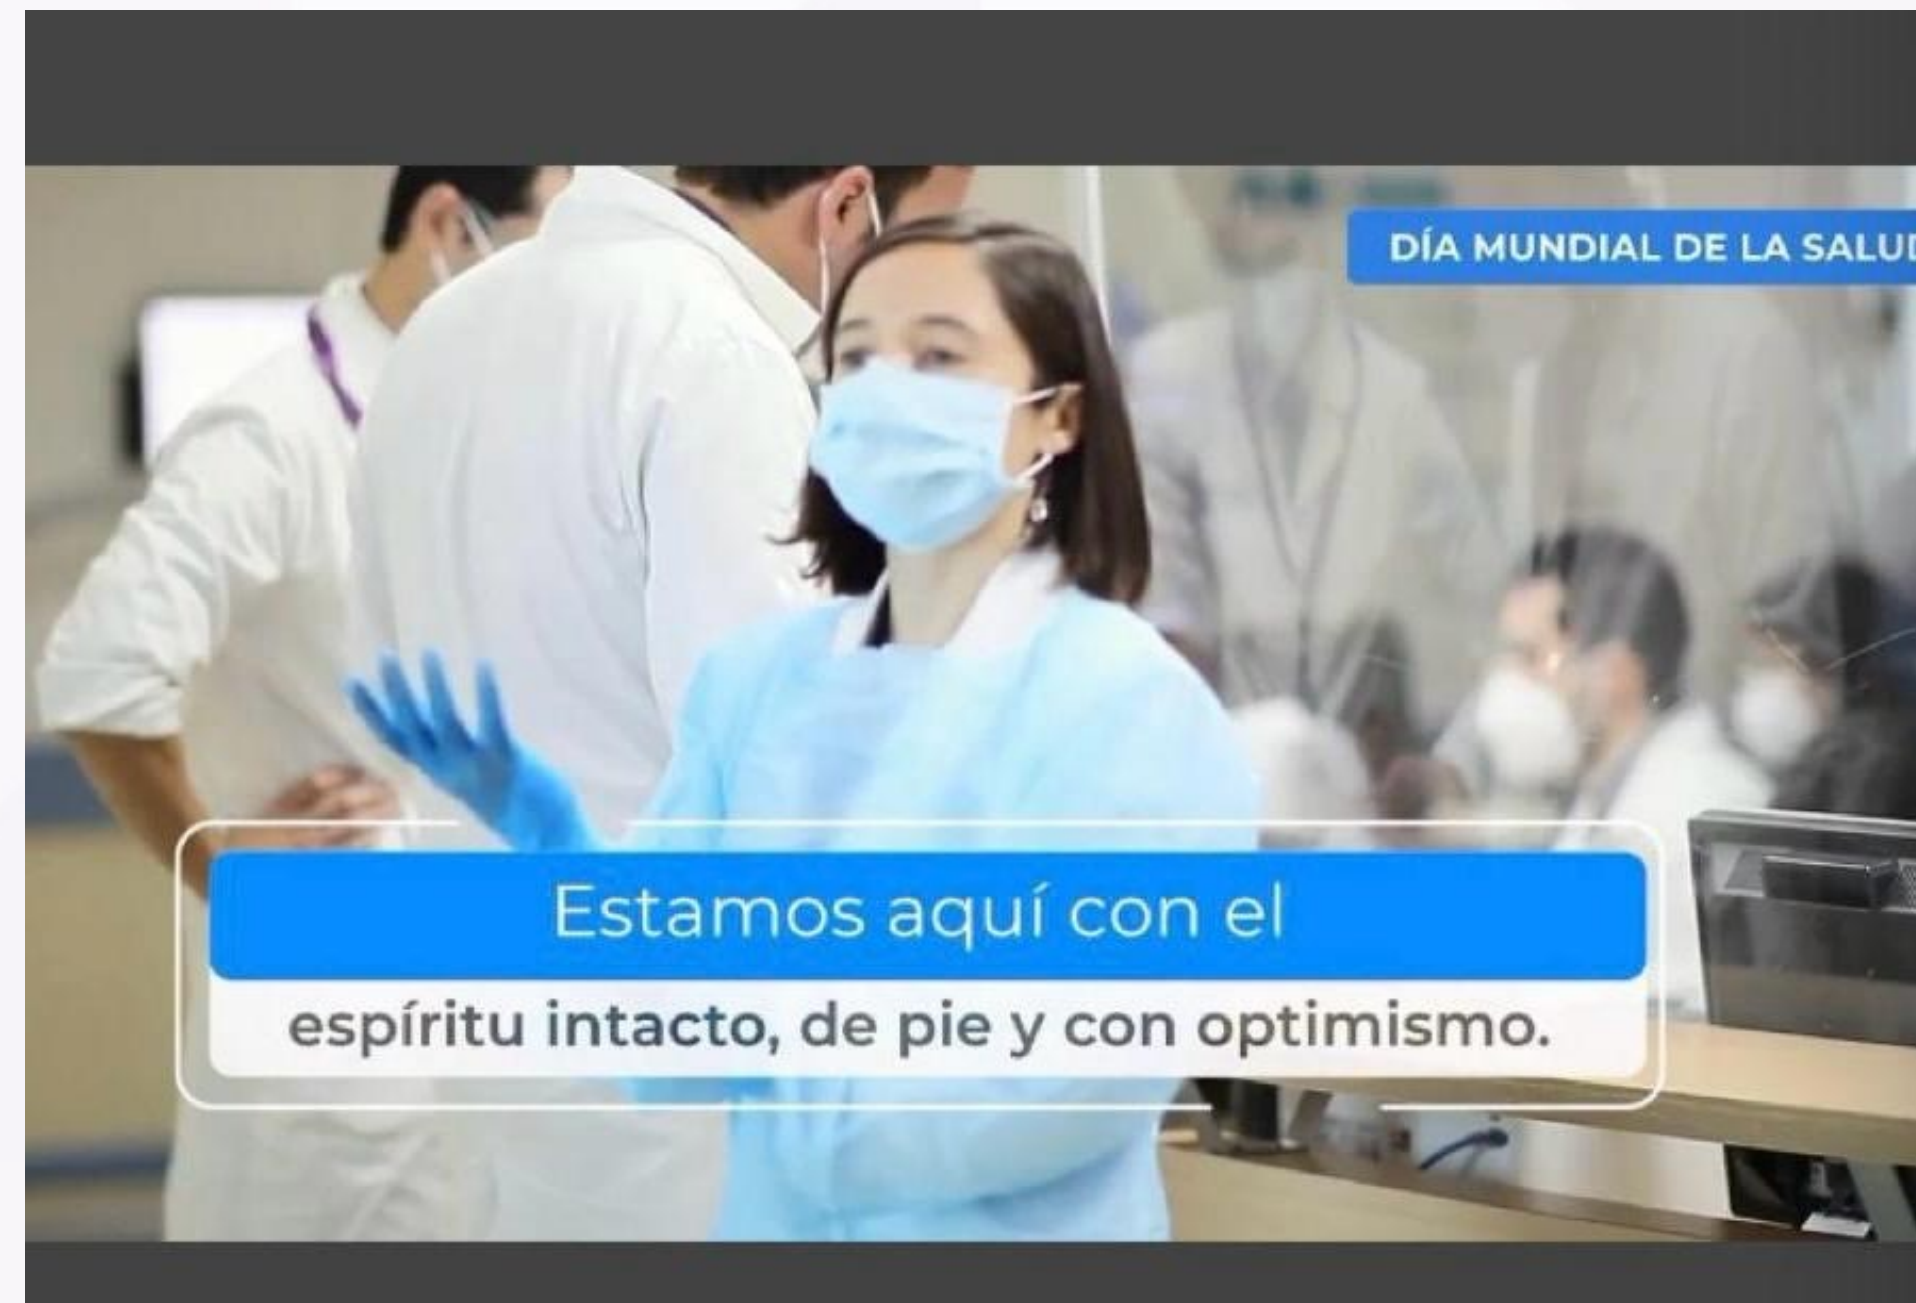 DÍA MUNDIAL DE LA SALUD
Estamos aquí con el
espíritu intacto, de pie y con optimismo.